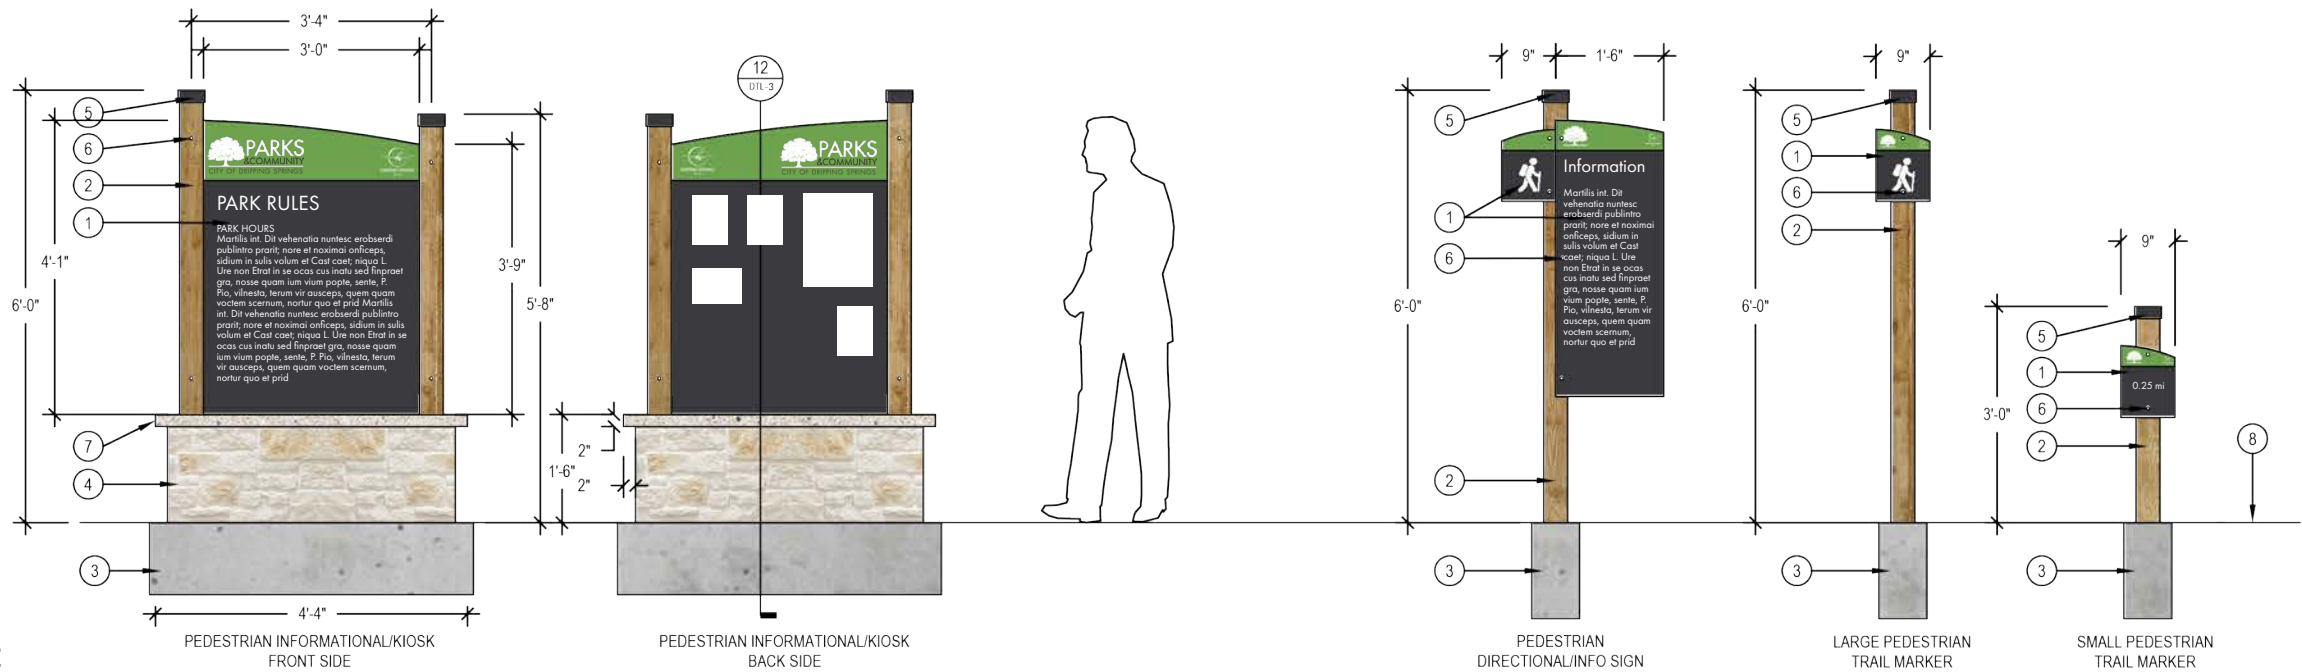 3'-4"
3'-0"
5
6
2
1
4'-1"
6'-0"
3'-9"
5'-8"
7
4
3
4'-4"
PARKS
&COMMUNITY
CITY OF DRIPPING SPRINGS
PARK RULES
PARK HOURS
Martilis int. Dit vehenatia nuntesc erobserdi
publintro prarit; nore et noximai onficeps,
sidium in sulis volum et Cast caet; niqua L.
Ure non Etrat in se ocas cus inatu sed finpraet
gra, nosse quam ium vium popte, sente, P.
Pio, vilnesta, terum vir ausceps, quem quam
voctem scernum, nortur quo et prid Martilis
int. Dit vehenatia nuntesc erobserdi publintro
prarit; nore et noximai onficeps, sidium in sulis
volum et Cast caet; niqua L. Ure non Etrat in se
ocas cus inatu sed finpraet gra, nosse quam
ium vium popte, sente, P. Pio, vilnesta, terum
vir ausceps, quem quam voctem scernum,
nortur quo et prid
PEDESTRIAN INFORMATIONAL/KIOSK
FRONT SIDE
12
DTL-3
PARKS
&COMMUNITY
CITY OF DRIPPING SPRINGS
2"
1'-6"
2"
PEDESTRIAN INFORMATIONAL/KIOSK
BACK SIDE
9"
1'-6"
5
1
6
6'-0"
2
3
Information
Martilis int. Dit
vehenatia nuntesc
erobserdi publintro
prarit; nore et noximai
onficeps, sidium in
sulis volum et Cast
caet; niqua L. Ure
non Etrat in se ocas
cus inatu sed finpraet
gra, nosse quam ium
vium popte, sente, P.
Pio, vilnesta, terum vir
ausceps, quem quam
voctem scernum,
nortur quo et prid
PEDESTRIAN
DIRECTIONAL/INFO SIGN
9"
5
1
6
2
6'-0"
3
LARGE PEDESTRIAN
TRAIL MARKER
9"
5
1
0.25 mi
6
3'-0"
2
8
3
SMALL PEDESTRIAN
TRAIL MARKER